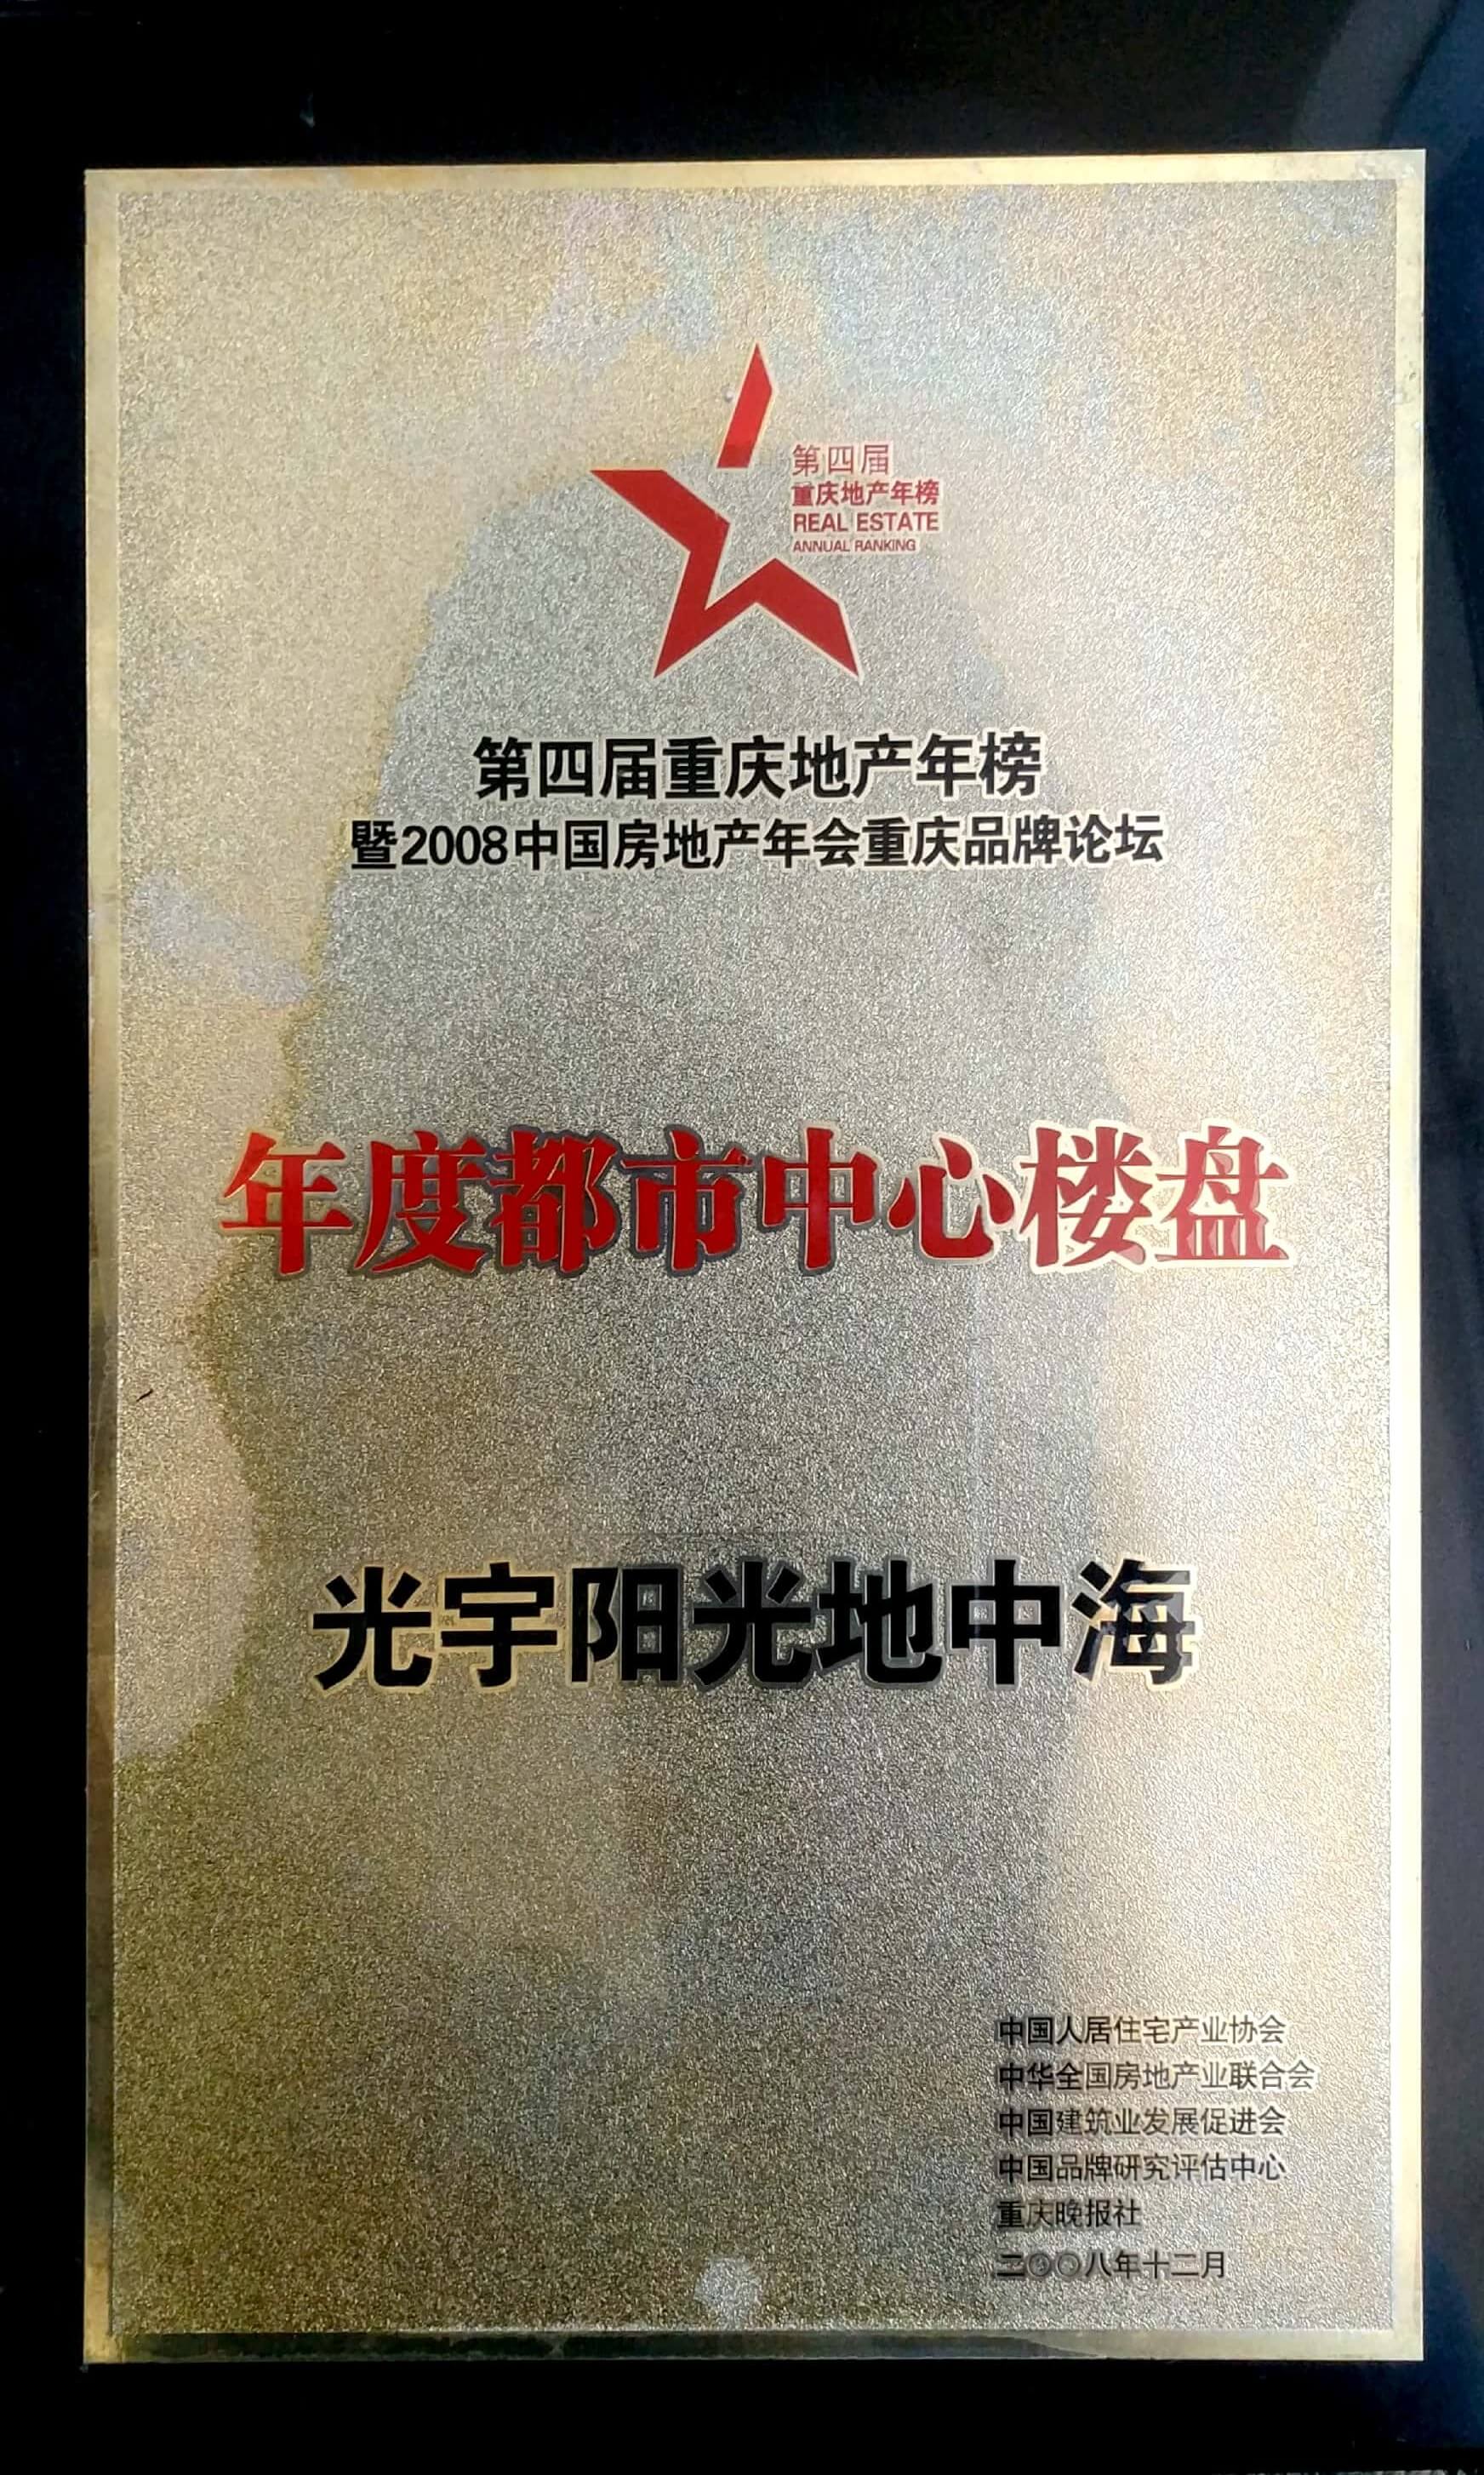 第四届
重庆地产年榜
REAL ESTATE
ANNUAL RANKING
第四届重庆地产年榜
暨2008中国房地产年会重庆品牌论坛
年度都市中心楼盘
光宇阳光地中海
中国人居住宅产业协会
中华全国房地产业联合会
中国建筑业发展促进会
中国品牌研究评估中心
重庆晚报社
二〇〇八年十二月